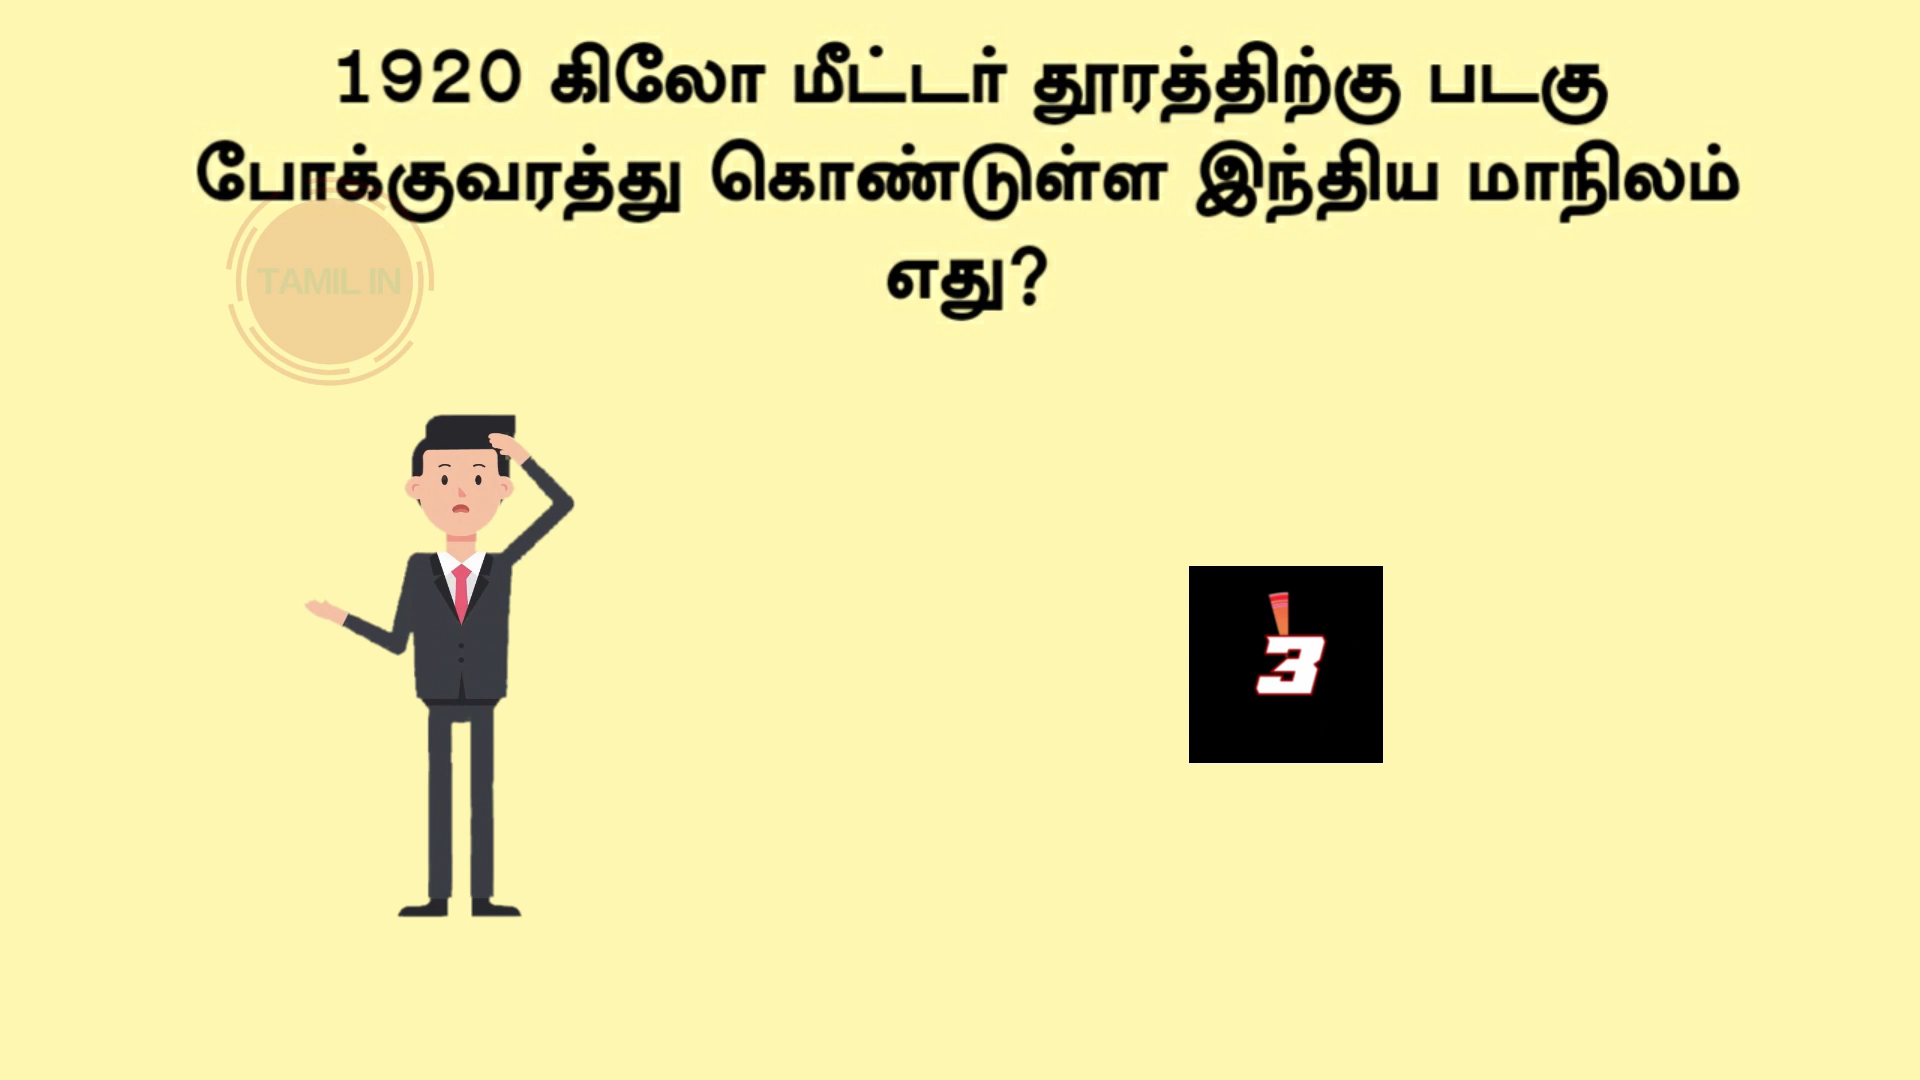 1920 கிலோ மீட்டர் தூரத்திற்கு படகு
போக்குவரத்து கொண்டுள்ள இந்திய மாநிலம்
எது?
TAMIL IN
3